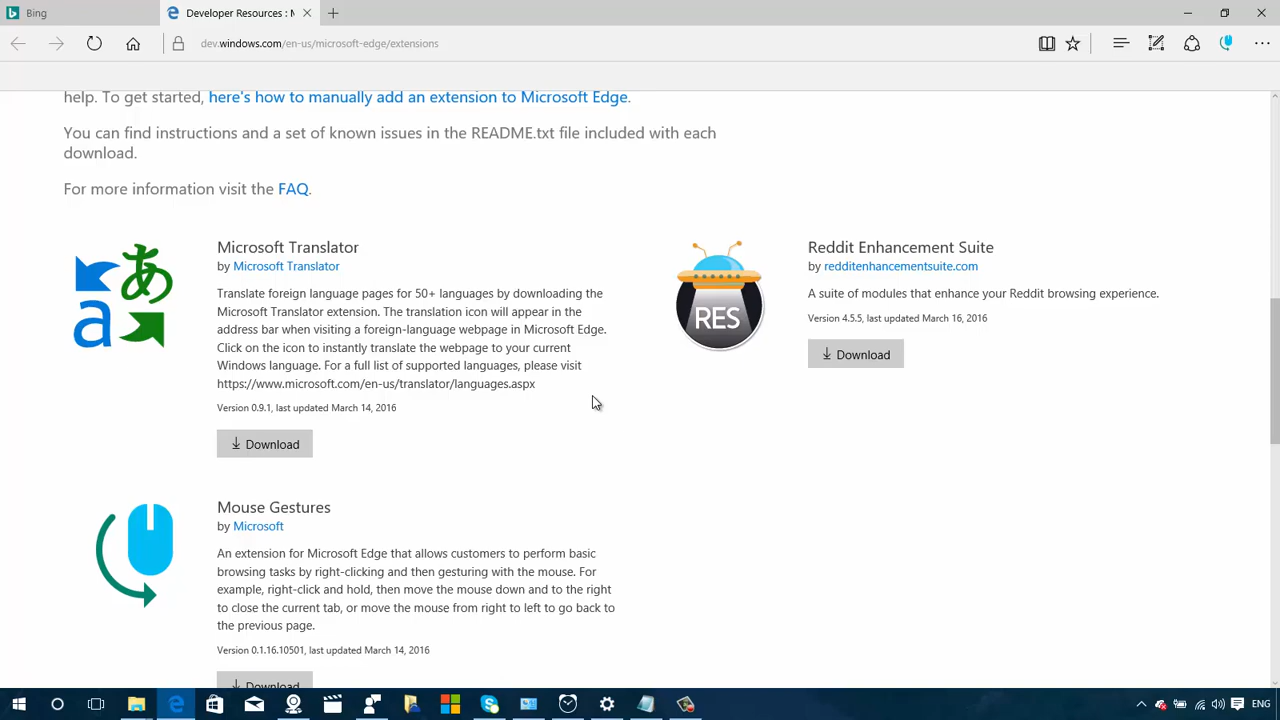 Bing
Developer Resources : M
dev.windows.com/en-us/microsoft-edge/extensions
help. To get started, here's how to manually add an extension to Microsoft Edge.
You can find instructions and a set of known issues in the README.txt file included with each
download.
For more information visit the FAQ.
あ
a
Microsoft Translator
by Microsoft Translator
Translate foreign language pages for 50+ languages by downloading the
Microsoft Translator extension. The translation icon will appear in the
address bar when visiting a foreign-language webpage in Microsoft Edge.
Click on the icon to instantly translate the webpage to your current
Windows language. For a full list of supported languages, please visit
https://www.microsoft.com/en-us/translator/languages.aspx
Version 0.9.1, last updated March 14, 2016
Download
RES
Reddit Enhancement Suite
by redditenhancementsuite.com
A suite of modules that enhance your Reddit browsing experience.
Version 4.5.5, last updated March 16, 2016
Download
Mouse Gestures
by Microsoft
An extension for Microsoft Edge that allows customers to perform basic
browsing tasks by right-clicking and then gesturing with the mouse. For
example, right-click and hold, then move the mouse down and to the right
to close the current tab, or move the mouse from right to left to go back to
the previous page.
Version 0.1.16.10501, last updated March 14, 2016
Download
ENG